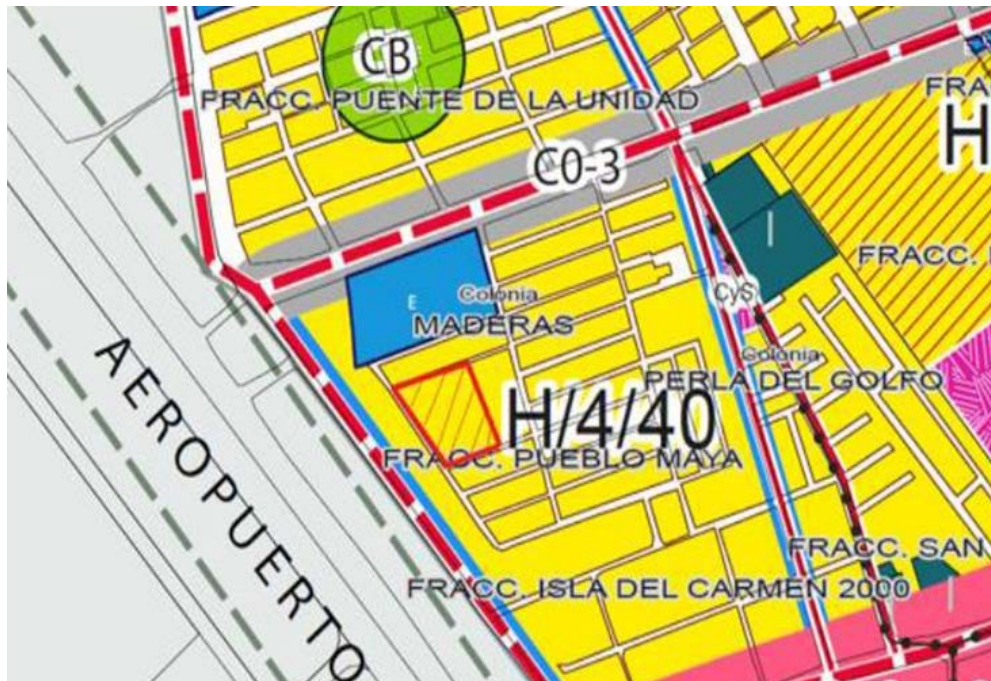 CB
FRACC. PUENTE DE LA UNIDAD
FRA
H
C0-3
I
FRACC.
E
Colonia
MADERAS
CyS
Colonia
PERLA DEL GOLFO
H/4/40
FRACC. PUEBLO MAYA
AEROPUERTO
FRACC. SAN
FRACC. ISLA DEL CARMEN 2000
I